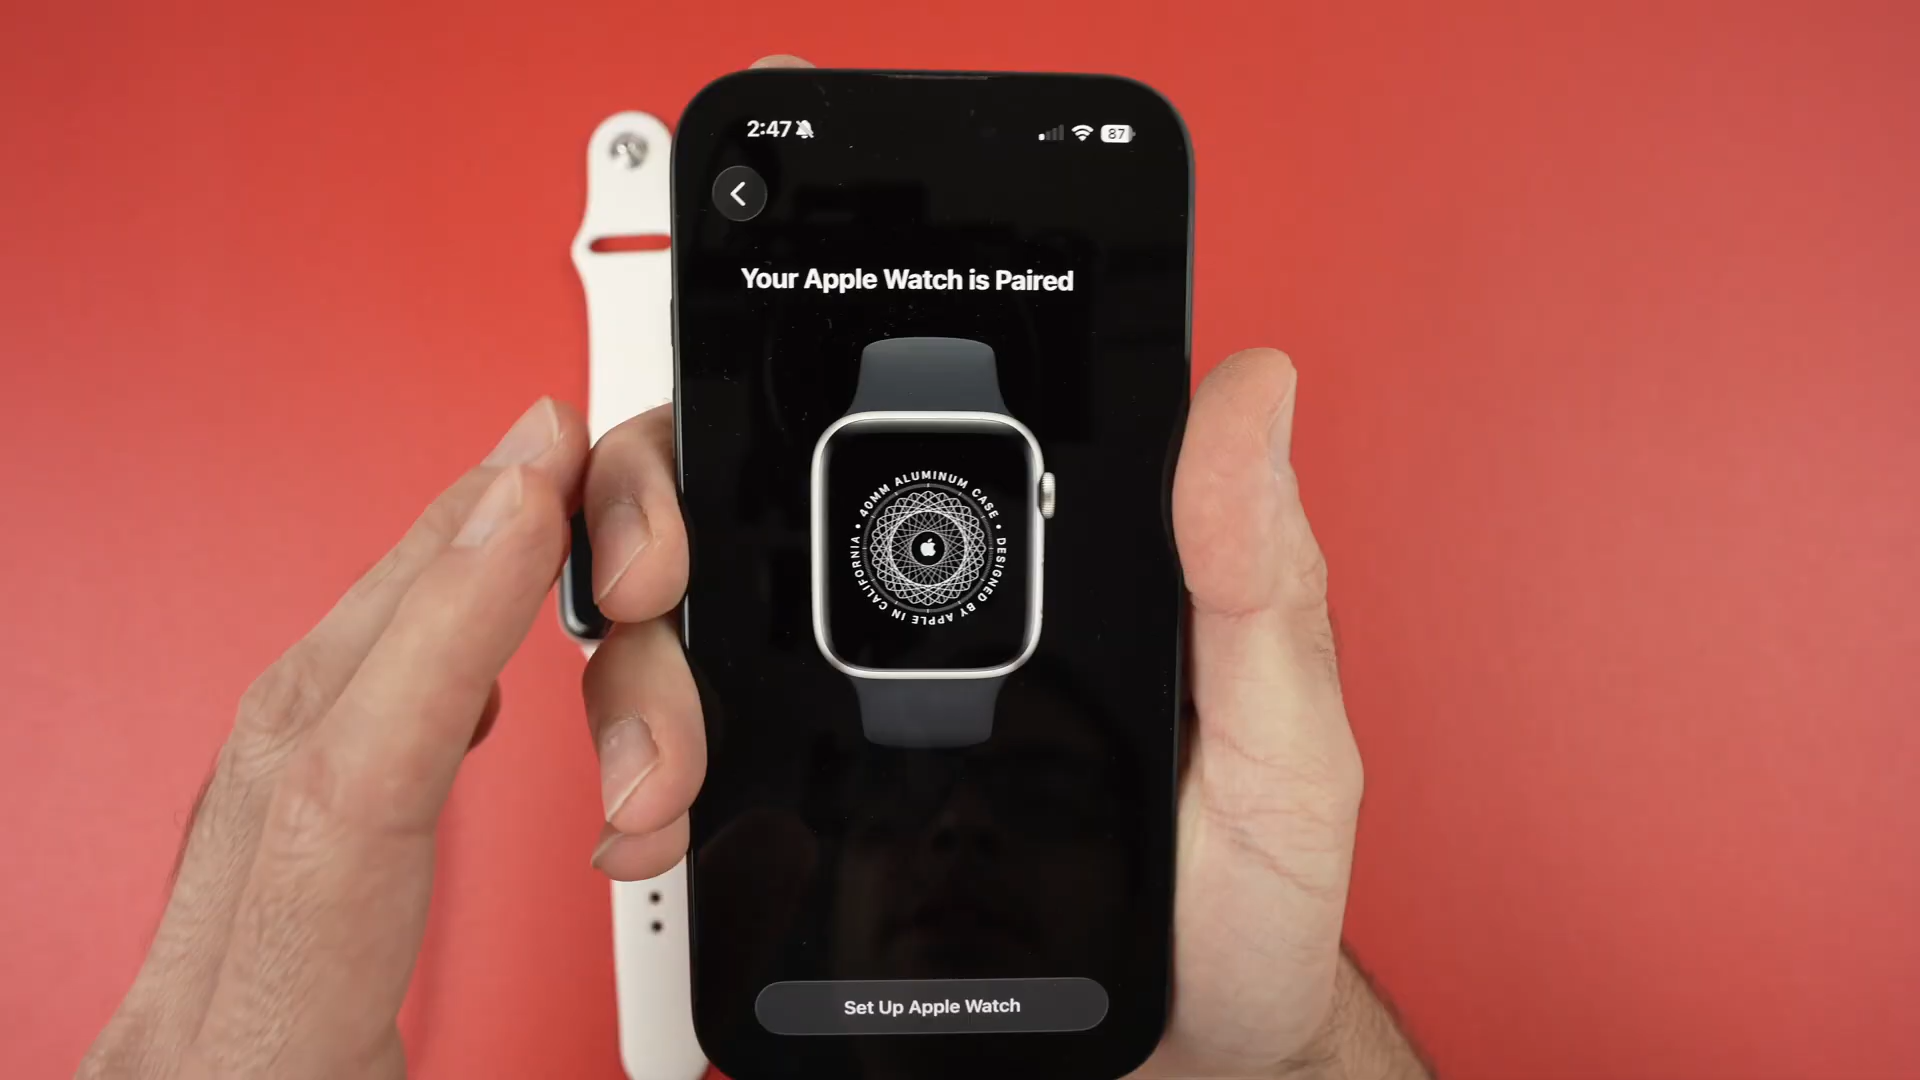 2:47
87
Your Apple Watch is Paired
40MM ALUMINUM CASE • DESIGNED BY APPLE IN CALIFORNIA •
Set Up Apple Watch